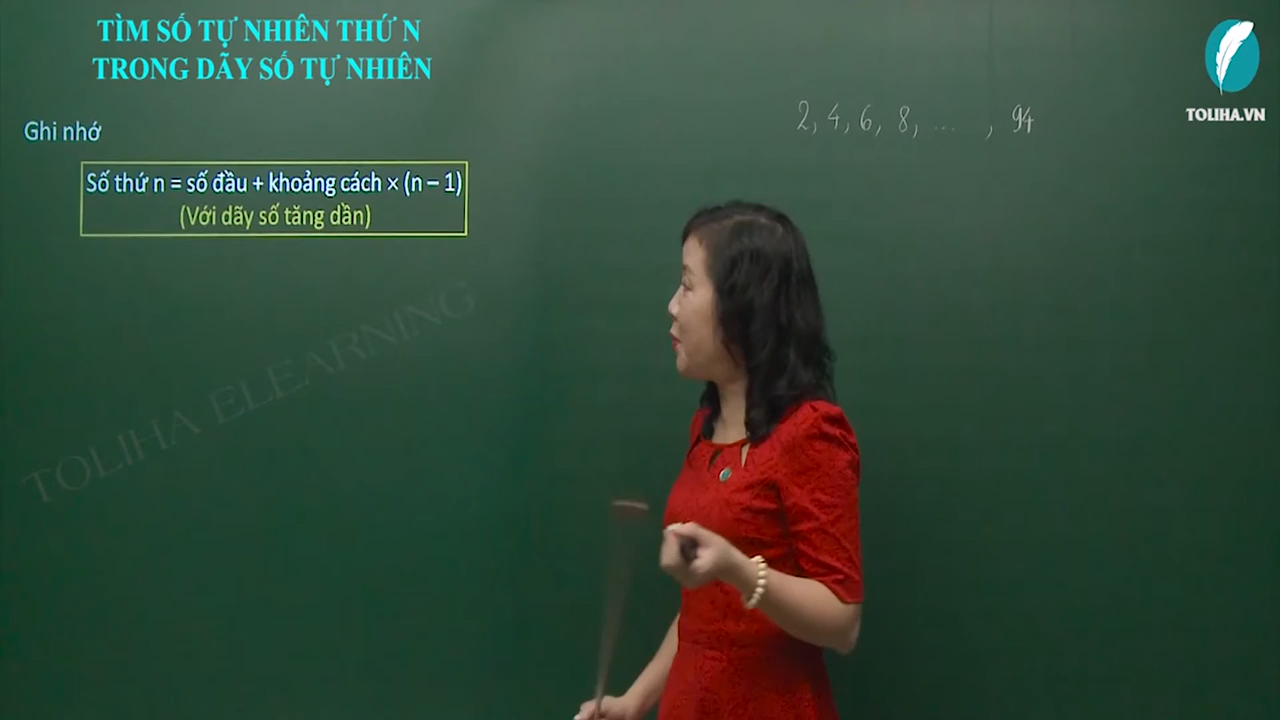 TÌM SỐ TỰ NHIÊN THỨ N
TRONG DÃY SỐ TỰ NHIÊN
TOLIHA.VN
2, 4, 6, 8, ... , 94
Ghi nhớ
Số thứ n = số đầu + khoảng cách × (n – 1)
(Với dãy số tăng dần)
TOLIHA ELEARNING